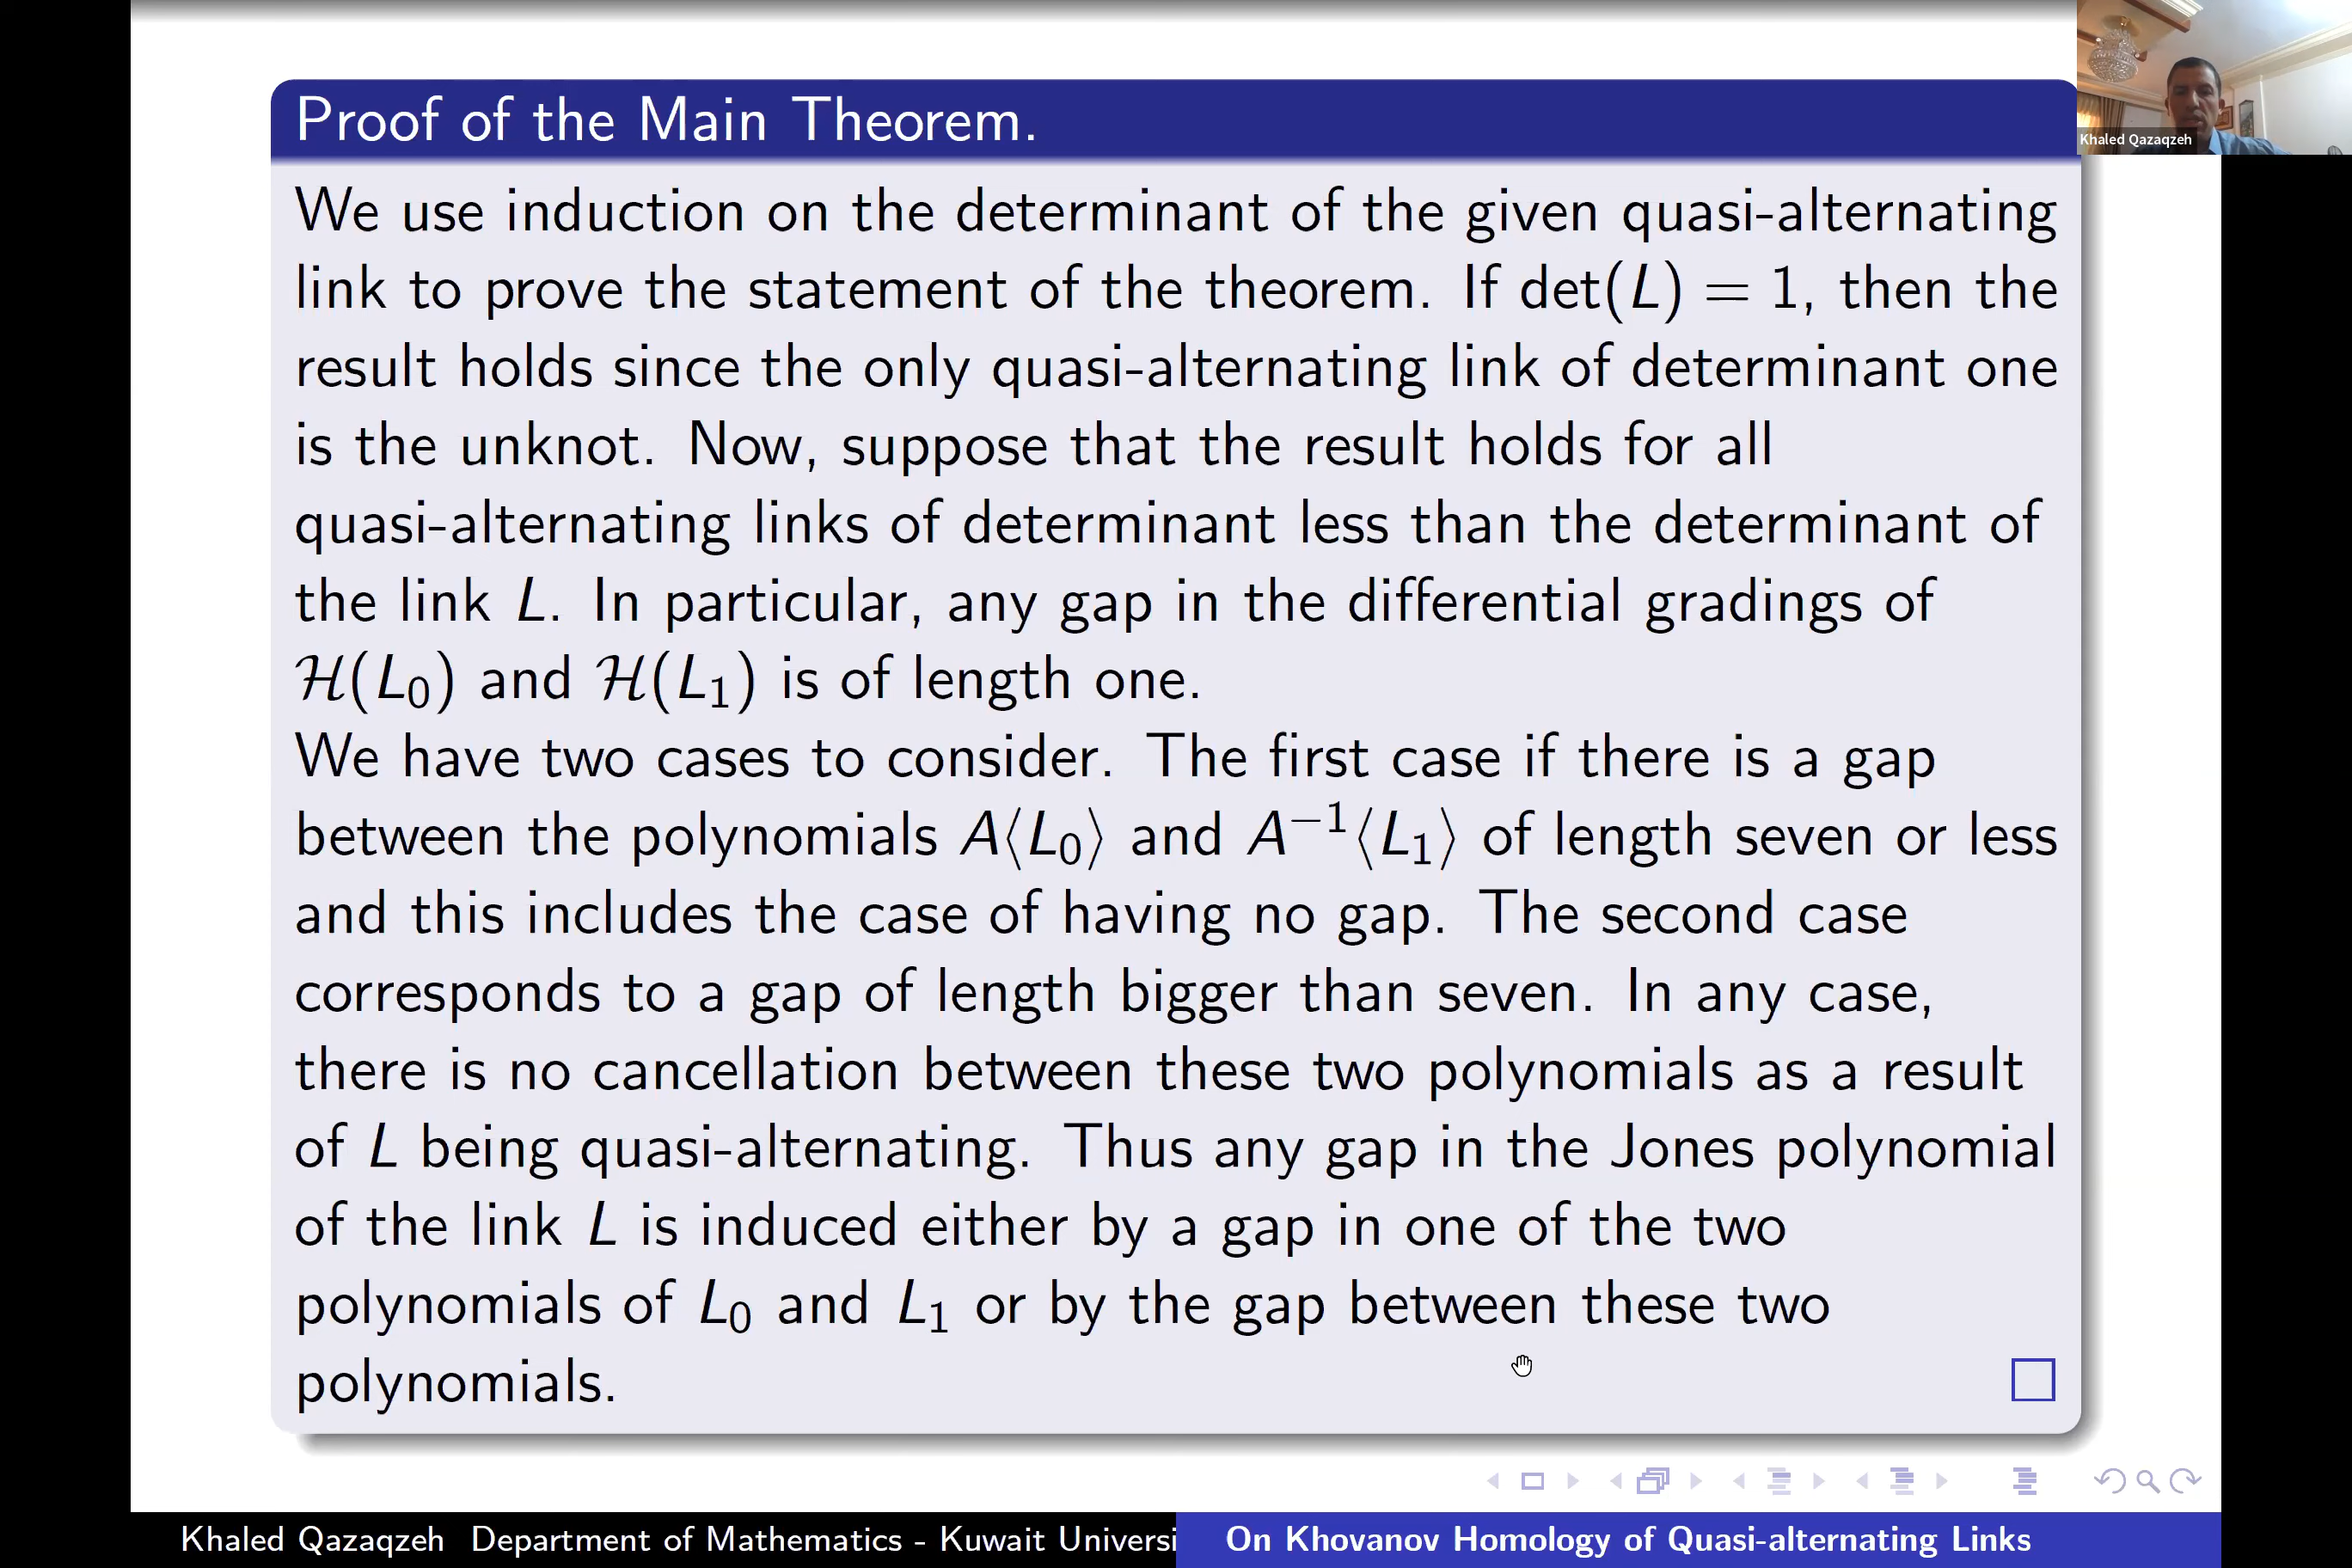 Proof of the Main Theorem.
Khaled Qazaqzeh
We use induction on the determinant of the given quasi-alternating
link to prove the statement of the theorem. If det(L) = 1, then the
result holds since the only quasi-alternating link of determinant one
is the unknot. Now, suppose that the result holds for all
quasi-alternating links of determinant less than the determinant of
the link L. In particular, any gap in the differential gradings of
ℋ(L₀) and ℋ(L₁) is of length one.
We have two cases to consider. The first case if there is a gap
between the polynomials A⟨L₀⟩ and A⁻¹⟨L₁⟩ of length seven or less
and this includes the case of having no gap. The second case
corresponds to a gap of length bigger than seven. In any case,
there is no cancellation between these two polynomials as a result
of L being quasi-alternating. Thus any gap in the Jones polynomial
of the link L is induced either by a gap in one of the two
polynomials of L₀ and L₁ or by the gap between these two
polynomials.
Khaled Qazaqzeh Department of Mathematics - Kuwait Universi
On Khovanov Homology of Quasi-alternating Links